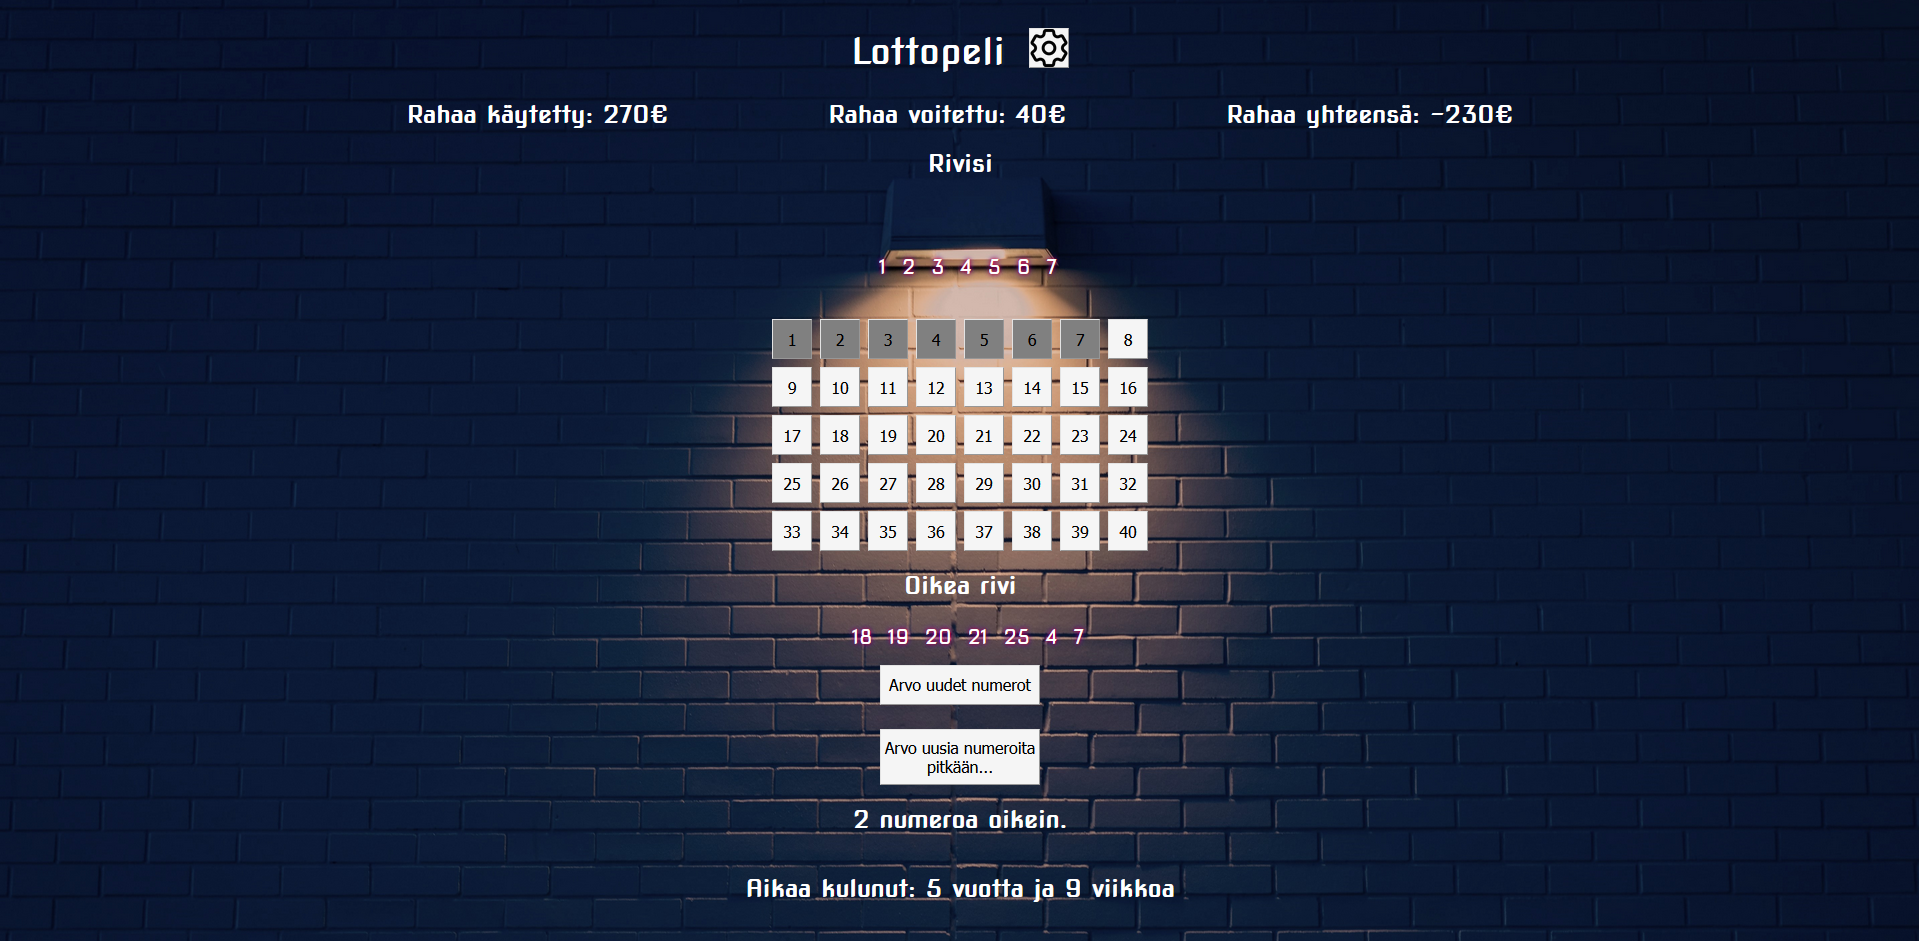 Lottopeli
Rahaa käytetty: 270€ Rahaa voitettu: 40€ Rahaa yhteensä: -230€
Rivisi
1 2 3 4 5 6 7
1 2 3 4 5 6 7 8
9 10 11 12 13 14 15 16
17 18 19 20 21 22 23 24
25 26 27 28 29 30 31 32
33 34 35 36 37 38 39 40
Oikea rivi
18 19 20 21 25 4 7
Arvo uudet numerot
Arvo uusia numeroita
pitkään...
2 numeroa oikein.
Aikaa kulunut: 5 vuotta ja 9 viikkoa